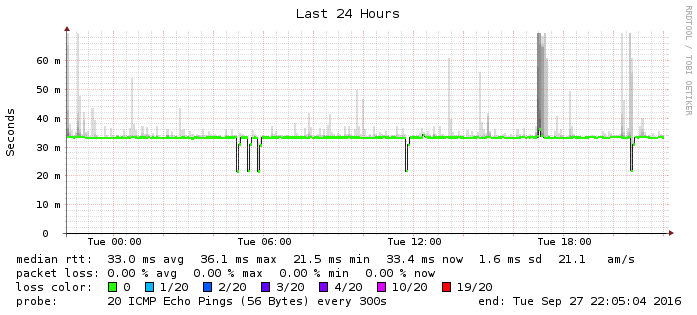 Last 24 Hours
RRDTOOL / TOBI OETIKER
Seconds
60 m
50 m
40 m
30 m
20 m
10 m
0
Tue 00:00 Tue 06:00 Tue 12:00 Tue 18:00
median rtt: 33.0 ms avg 36.1 ms max 21.5 ms min 33.4 ms now 1.6 ms sd 21.1 am/s
packet loss: 0.00 % avg 0.00 % max 0.00 % min 0.00 % now
loss color: 0 1/20 2/20 3/20 4/20 10/20 19/20
probe: 20 ICMP Echo Pings (56 Bytes) every 300s end: Tue Sep 27 22:05:04 2016